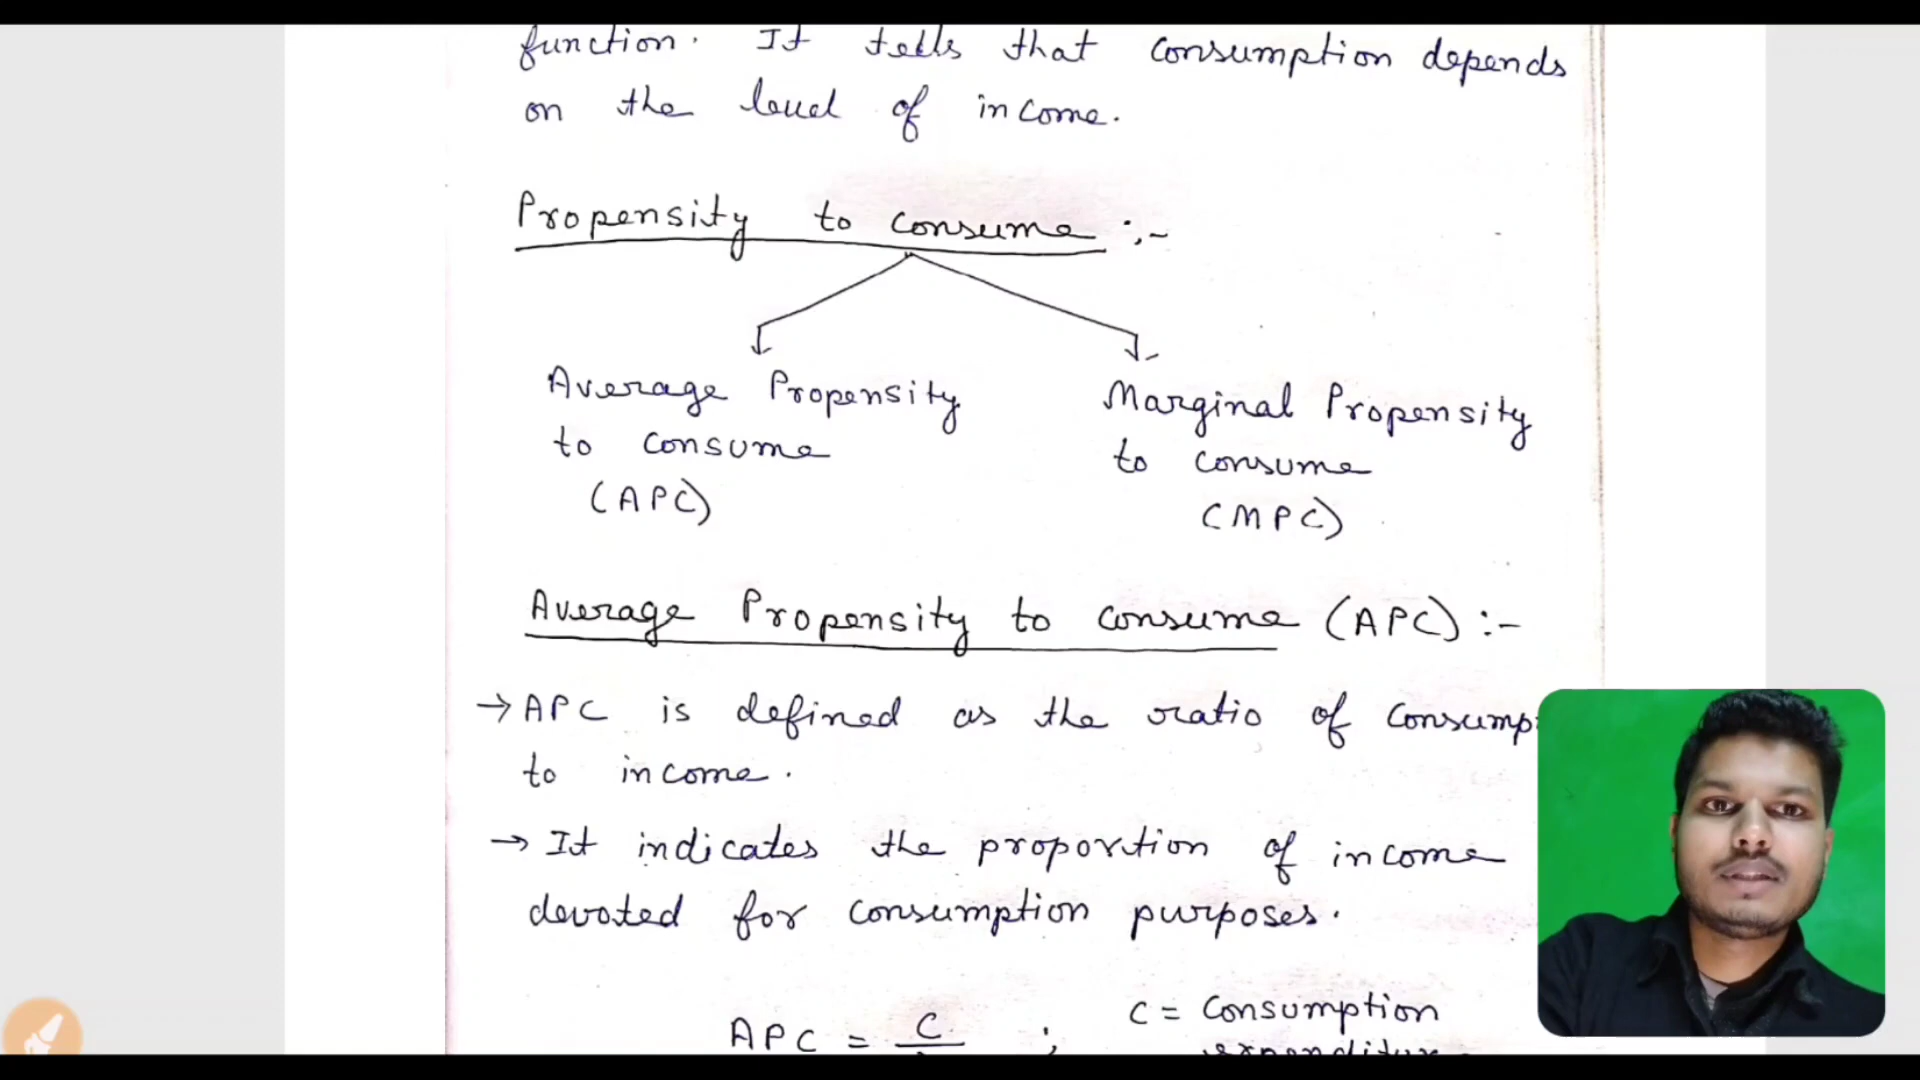 function. It tells that consumption depends
on the level of income.
Propensity to consume :-
Average Propensity
to consume
(APC)
Marginal Propensity
to consume
(MPC)
Average Propensity to consume (APC) :-
→ APC is defined as the ratio of consump
to income.
→ It indicates the proportion of income
devoted for consumption purposes.
APC = C ;
C = Consumption
expenditure